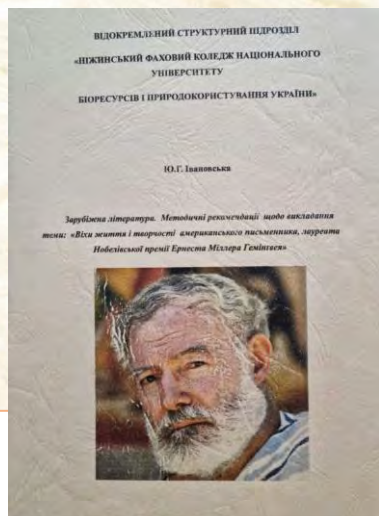 ВІДОКРЕМЛЕНИЙ СТРУКТУРНИЙ ПІДРОЗДІЛ
«НІЖИНСЬКИЙ ФАХОВИЙ КОЛЕДЖ НАЦІОНАЛЬНОГО
УНІВЕРСИТЕТУ
БІОРЕСУРСІВ І ПРИРОДОКОРИСТУВАННЯ УКРАЇНИ»
Ю.Г. Івановська
Зарубіжна література. Методичні рекомендації щодо викладання
теми: «Віхи життя і творчості американського письменника, лауреата
Нобелівської премії Ернеста Міллера Гемінгвея»